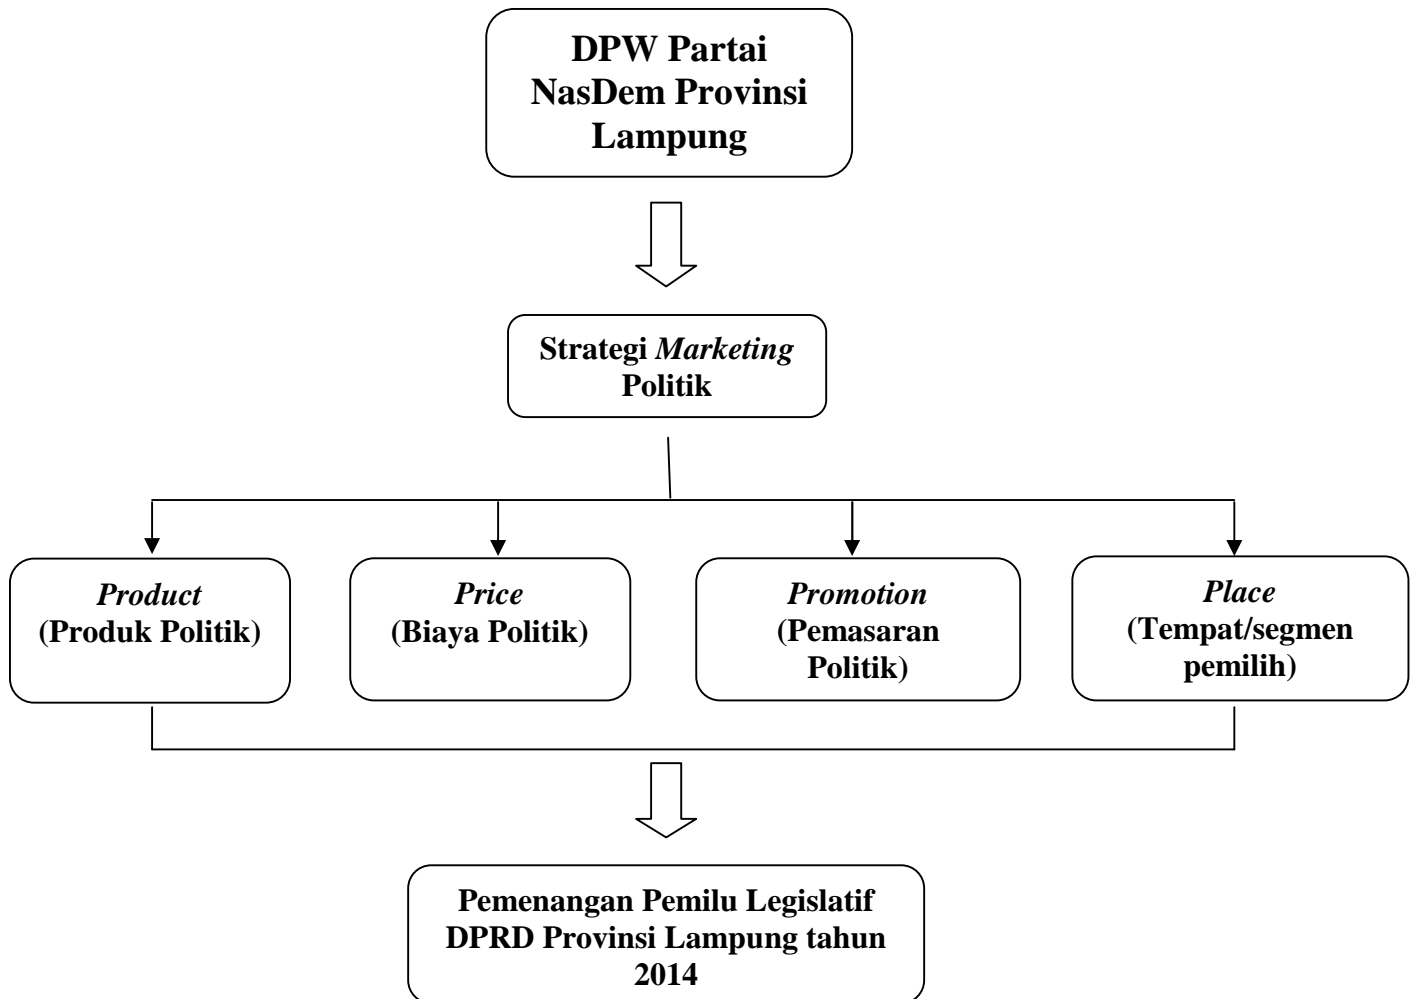 DPW Partai
NasDem Provinsi
Lampung
Strategi Marketing
Politik
Product
(Produk Politik)
Price
(Biaya Politik)
Promotion
(Pemasaran
Politik)
Place
(Tempat/segmen
pemilih)
Pemenangan Pemilu Legislatif
DPRD Provinsi Lampung tahun
2014